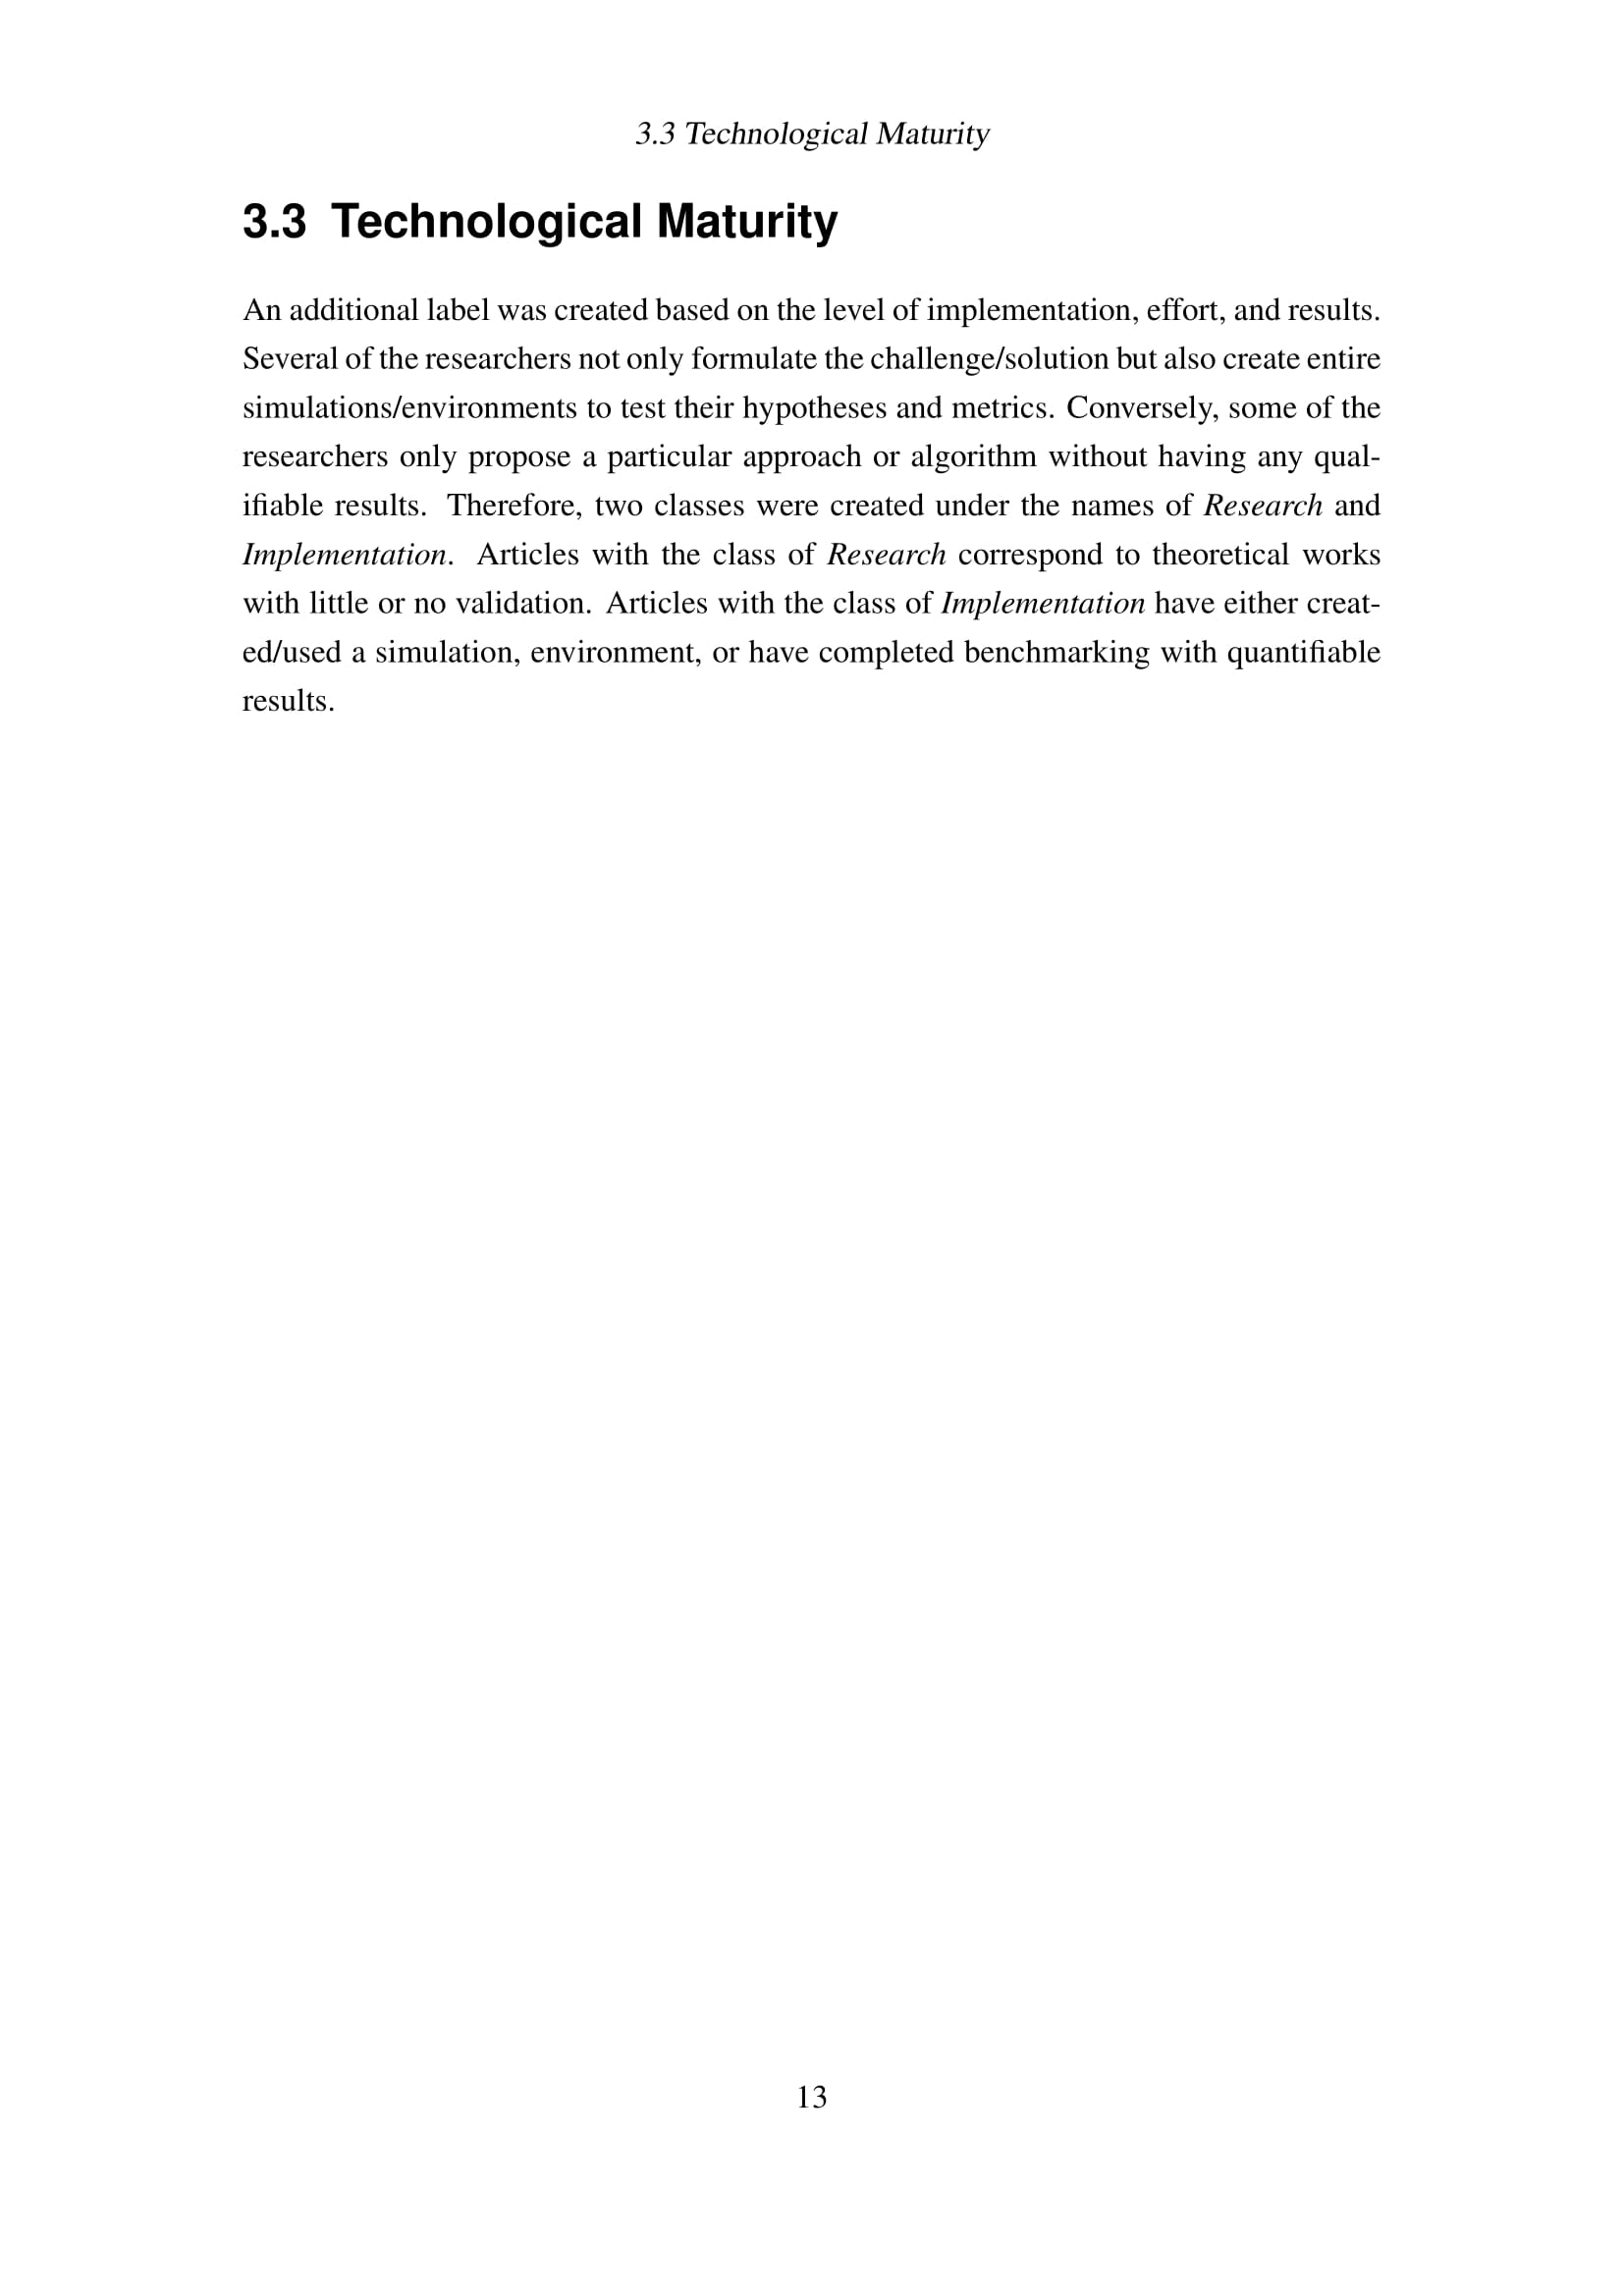 3.3 Technological Maturity
3.3 Technological Maturity
An additional label was created based on the level of implementation, effort, and results.
Several of the researchers not only formulate the challenge/solution but also create entire
simulations/environments to test their hypotheses and metrics. Conversely, some of the
researchers only propose a particular approach or algorithm without having any qual-
ifiable results. Therefore, two classes were created under the names of Research and
Implementation. Articles with the class of Research correspond to theoretical works
with little or no validation. Articles with the class of Implementation have either creat-
ed/used a simulation, environment, or have completed benchmarking with quantifiable
results.
13